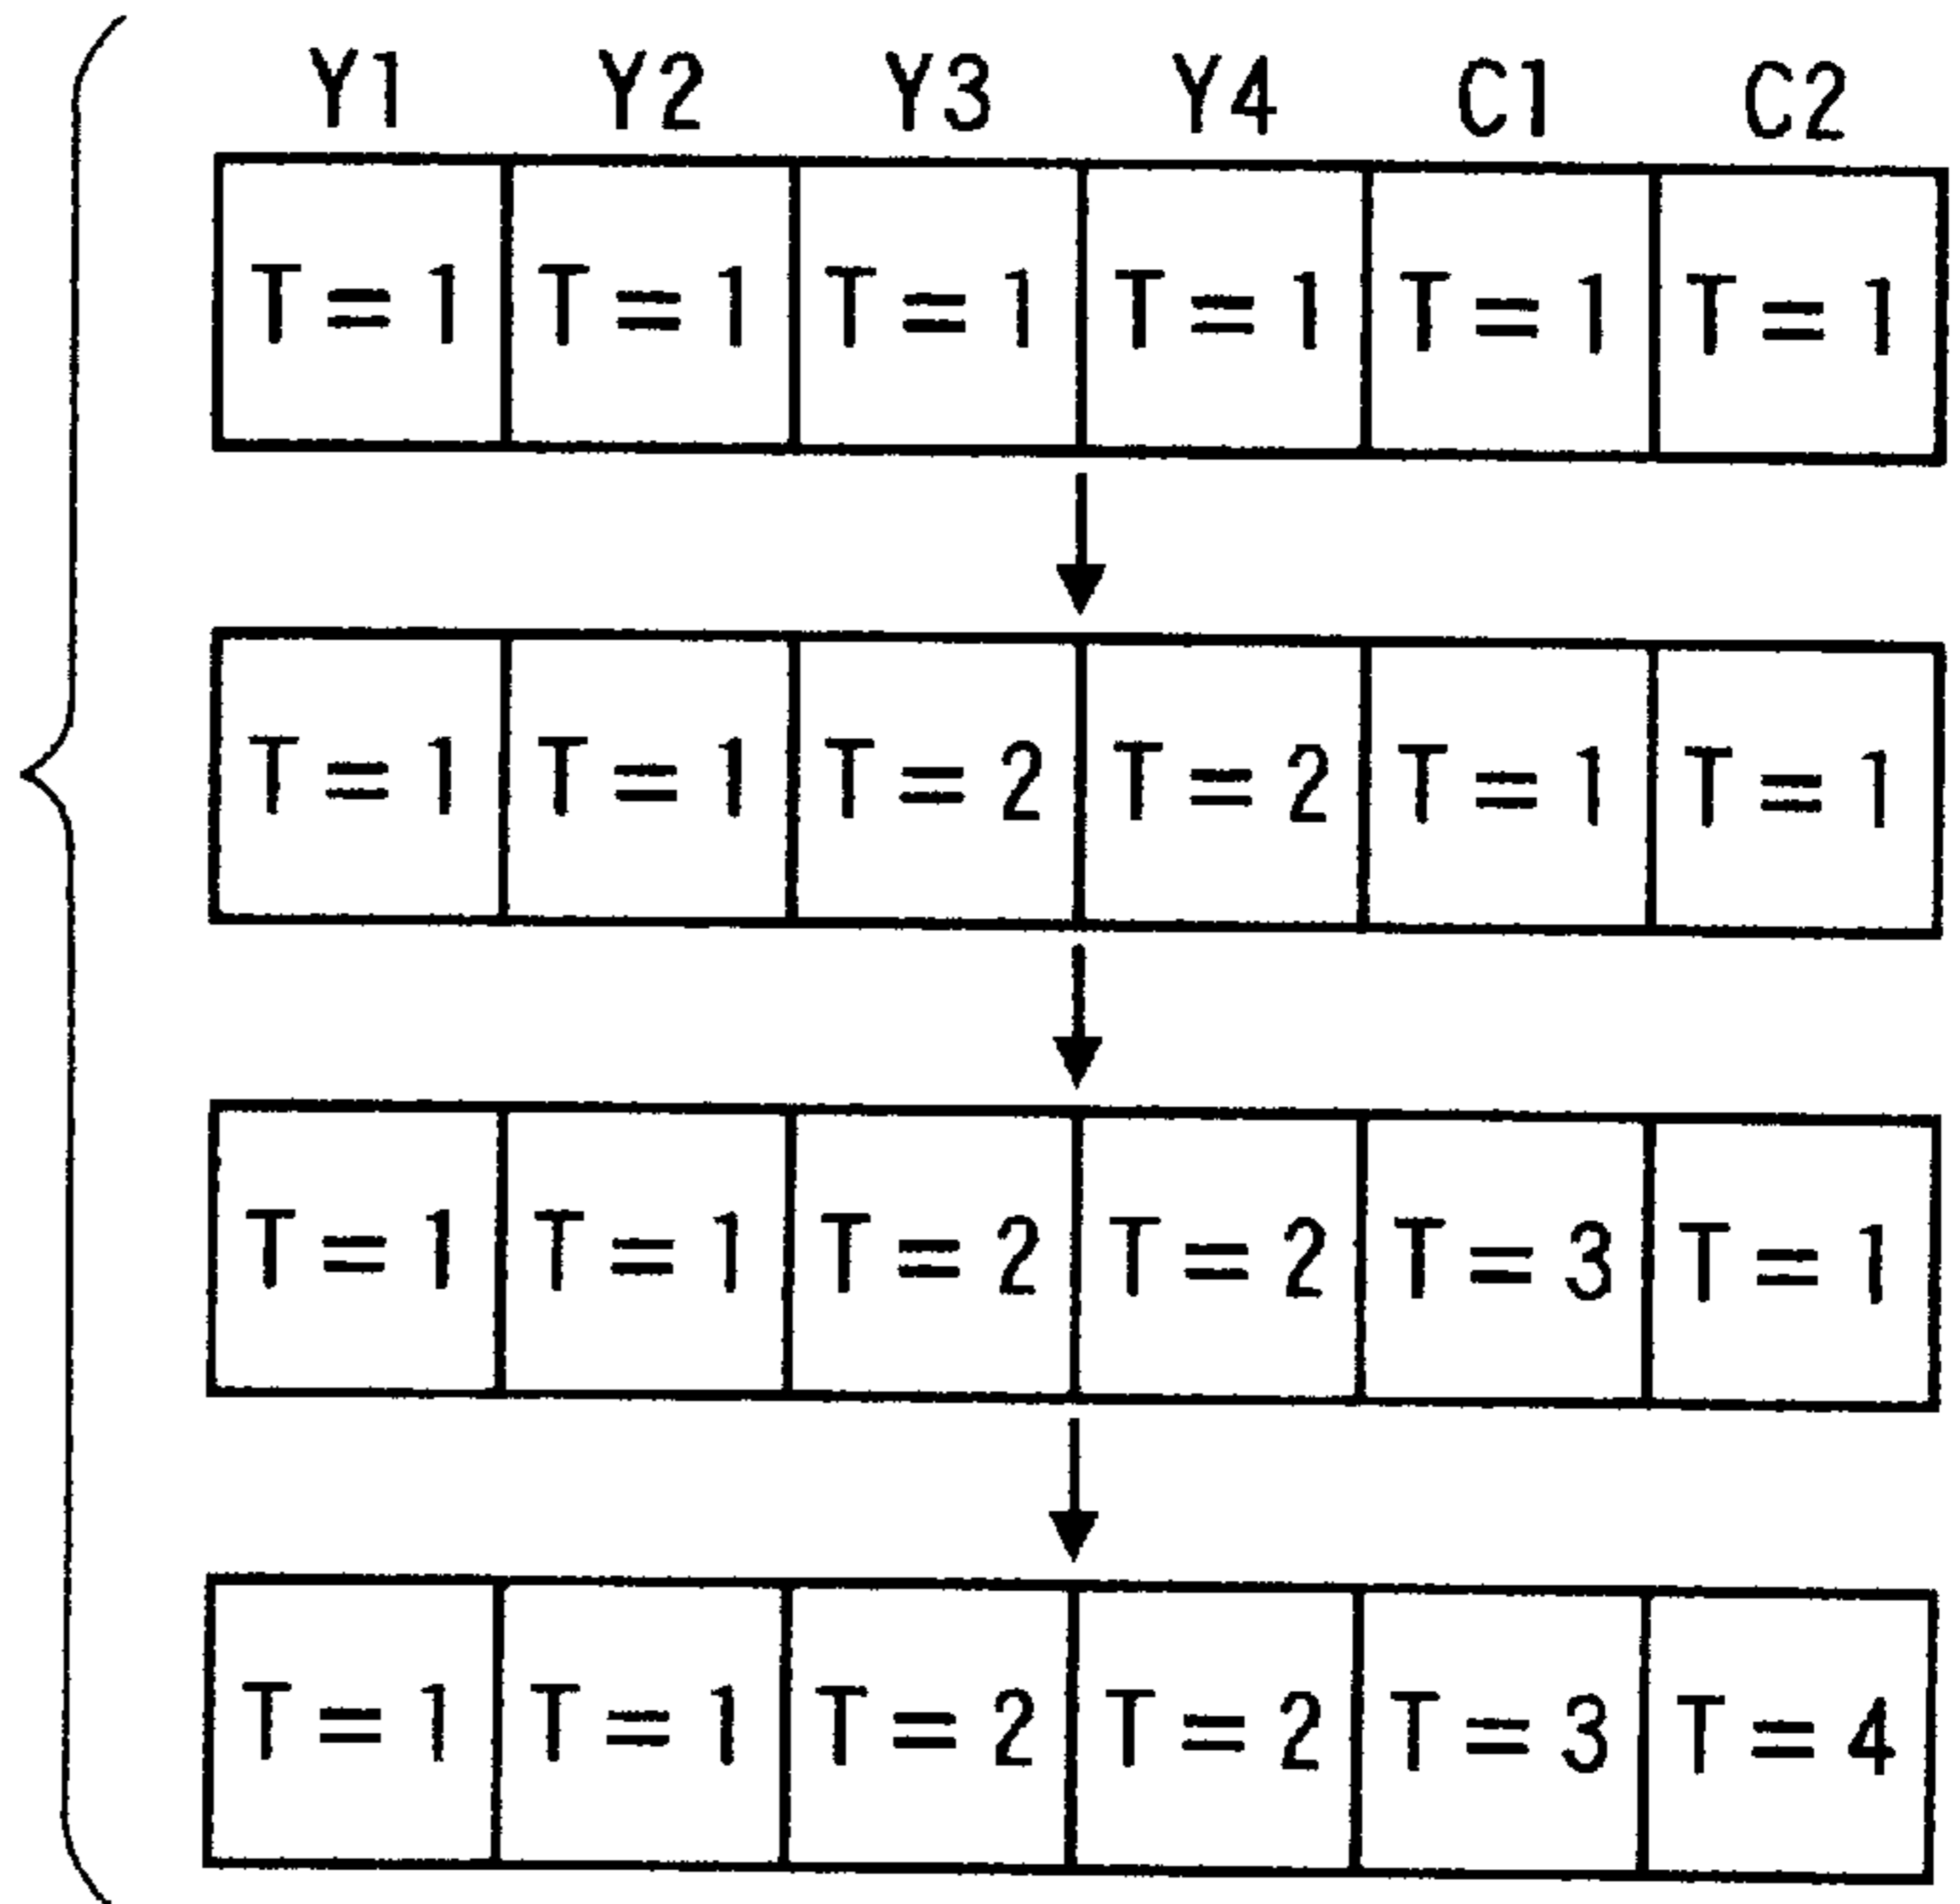 Y1 Y2 Y3 Y4 C1 C2
T=1 T=1 T=1 T=1 T=1 T=1
T=1 T=1 T=2 T=2 T=1 T=1
T=1 T=1 T=2 T=2 T=3 T=1
T=1 T=1 T=2 T=2 T=3 T=4